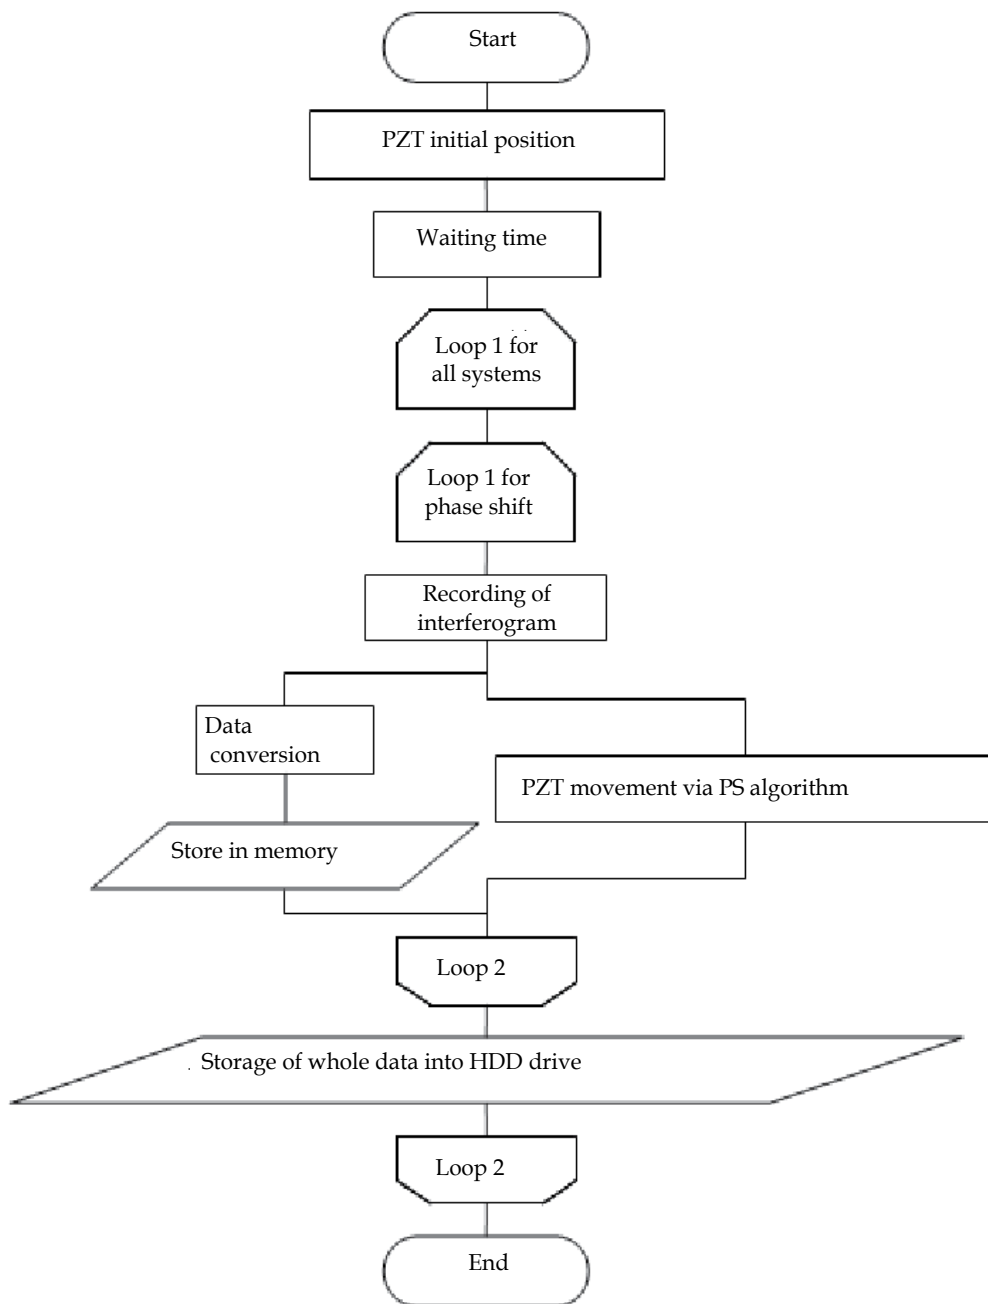 Start
PZT initial position
Waiting time
Loop 1 for
all systems
Loop 1 for
phase shift
Recording of
interferogram
Data
conversion
PZT movement via PS algorithm
Store in memory
Loop 2
Storage of whole data into HDD drive
Loop 2
End